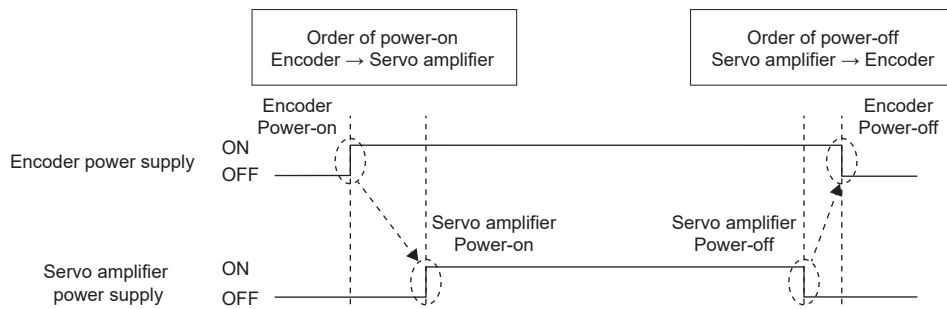 Order of power-on
Encoder → Servo amplifier
Order of power-off
Servo amplifier → Encoder
Encoder
Power-on
Encoder
Power-off
Encoder power supply
ON
OFF
Servo amplifier
Power-on
Servo amplifier
Power-off
Servo amplifier
power supply
ON
OFF